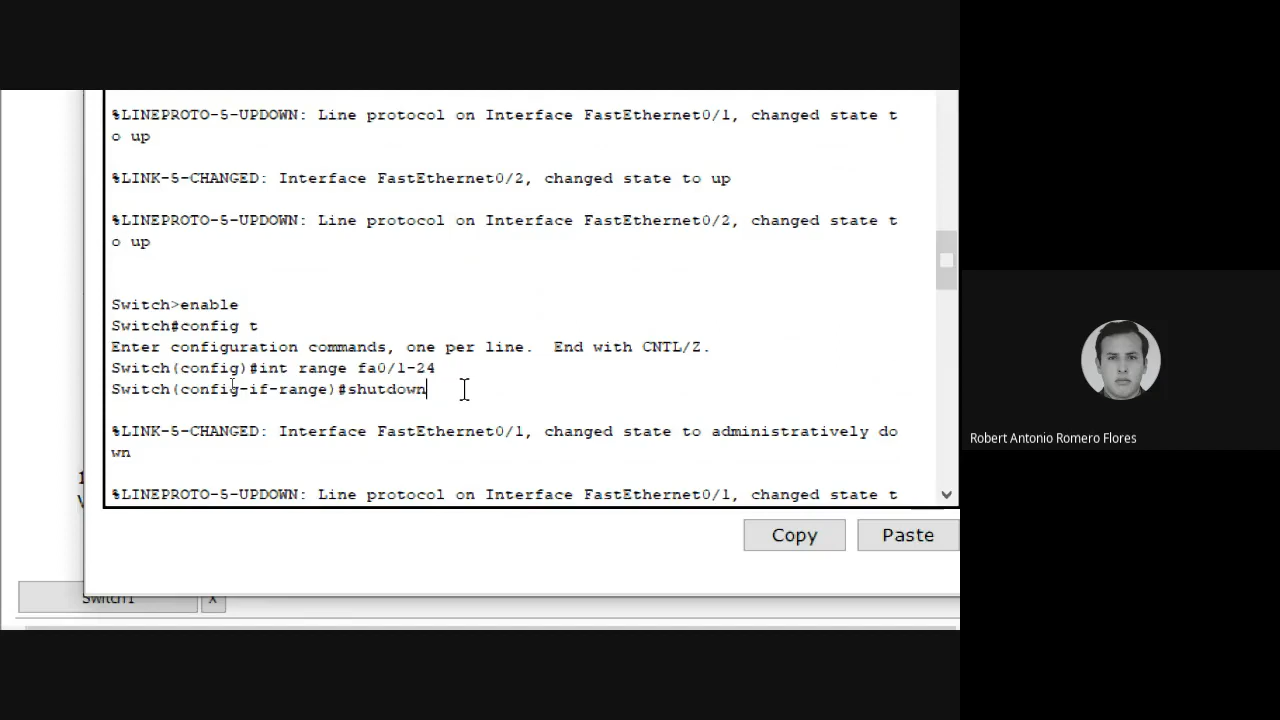 %LINEPROTO-5-UPDOWN: Line protocol on Interface FastEthernet0/1, changed state t
o up
%LINK-5-CHANGED: Interface FastEthernet0/2, changed state to up
%LINEPROTO-5-UPDOWN: Line protocol on Interface FastEthernet0/2, changed state t
o up
Switch>enable
Switch#config t
Enter configuration commands, one per line.  End with CNTL/Z.
Switch(config)#int range fa0/1-24
Switch(config-if-range)#shutdown
%LINK-5-CHANGED: Interface FastEthernet0/1, changed state to administratively do
wn
%LINEPROTO-5-UPDOWN: Line protocol on Interface FastEthernet0/1, changed state t
Copy Paste
Switch1 x
Robert Antonio Romero Flores